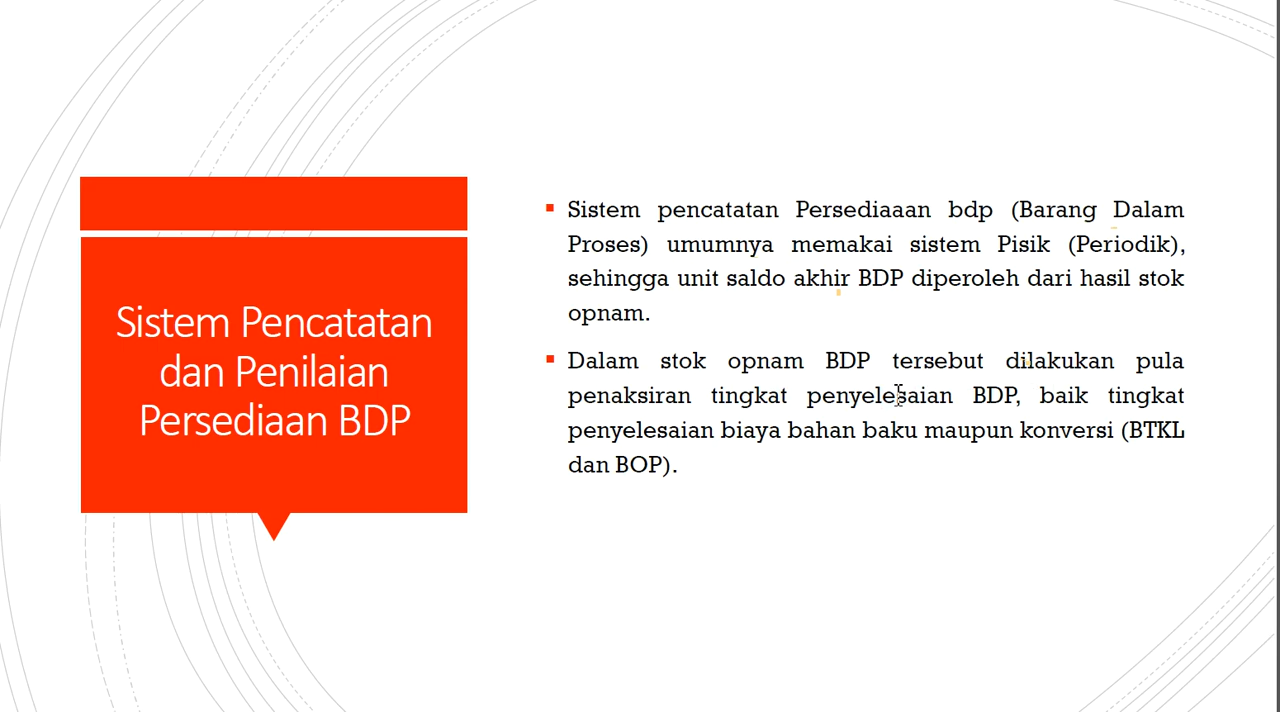 Sistem Pencatatan
dan Penilaian
Persediaan BDP
Sistem pencatatan Persediaaan bdp (Barang Dalam
Proses) umumnya memakai sistem Pisik (Periodik),
sehingga unit saldo akhir BDP diperoleh dari hasil stok
opnam.
Dalam stok opnam BDP tersebut dilakukan pula
penaksiran tingkat penyelesaian BDP, baik tingkat
penyelesaian biaya bahan baku maupun konversi (BTKL
dan BOP).